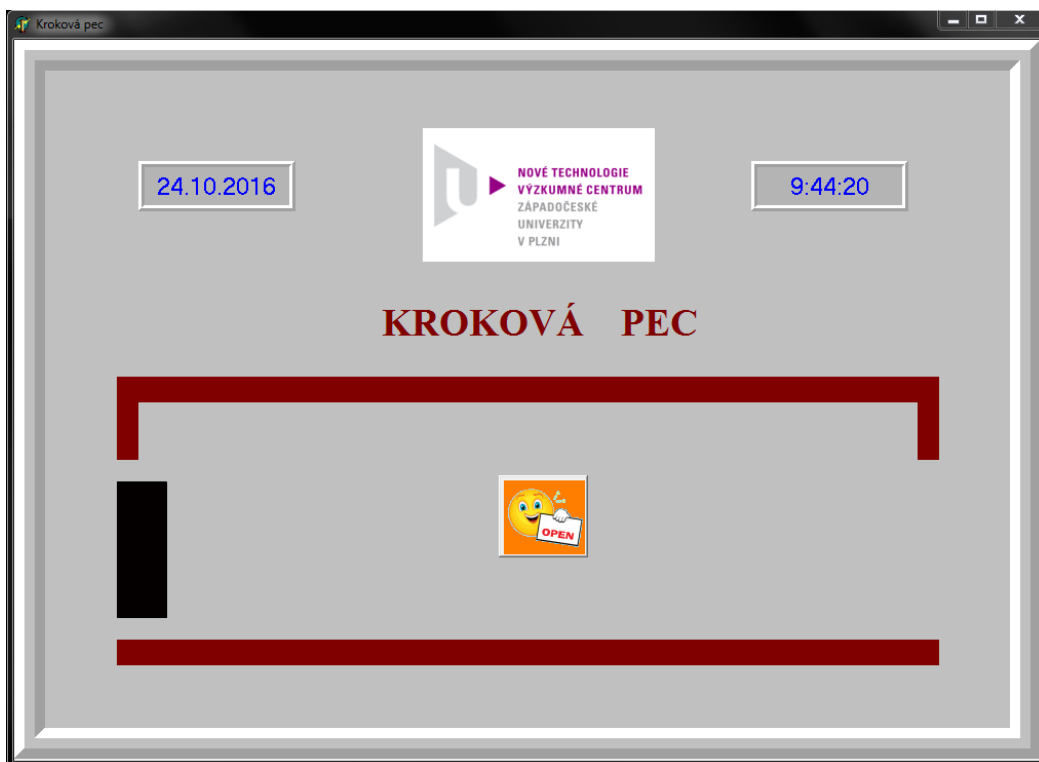 Kroková pec
24.10.2016
NOVÉ TECHNOLOGIE
VÝZKUMNÉ CENTRUM
ZÁPADOČESKÉ
UNIVERZITY
V PLZNI
9:44:20
KROKOVÁ PEC
OPEN